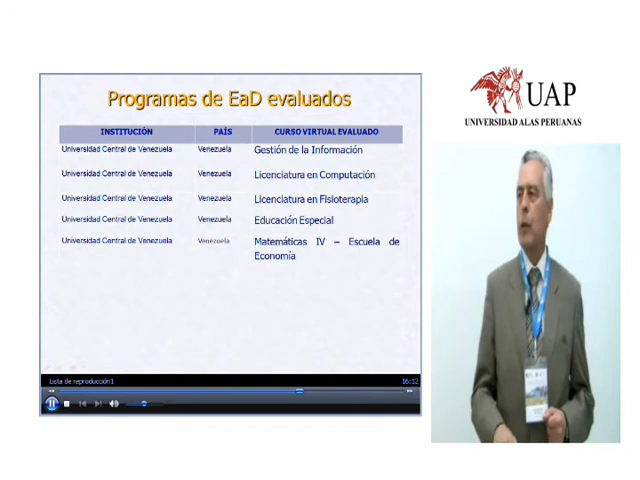 Programas de EaD evaluados
INSTITUCIÓN PAÍS CURSO VIRTUAL EVALUADO
Universidad Central de Venezuela Venezuela Gestión de la Información
Universidad Central de Venezuela Venezuela Licenciatura en Computación
Universidad Central de Venezuela Venezuela Licenciatura en Fisioterapia
Universidad Central de Venezuela Venezuela Educación Especial
Universidad Central de Venezuela Venezuela Matemáticas IV – Escuela de
Economía
Lista de reproducción1 16:12
UAP
UNIVERSIDAD ALAS PERUANAS